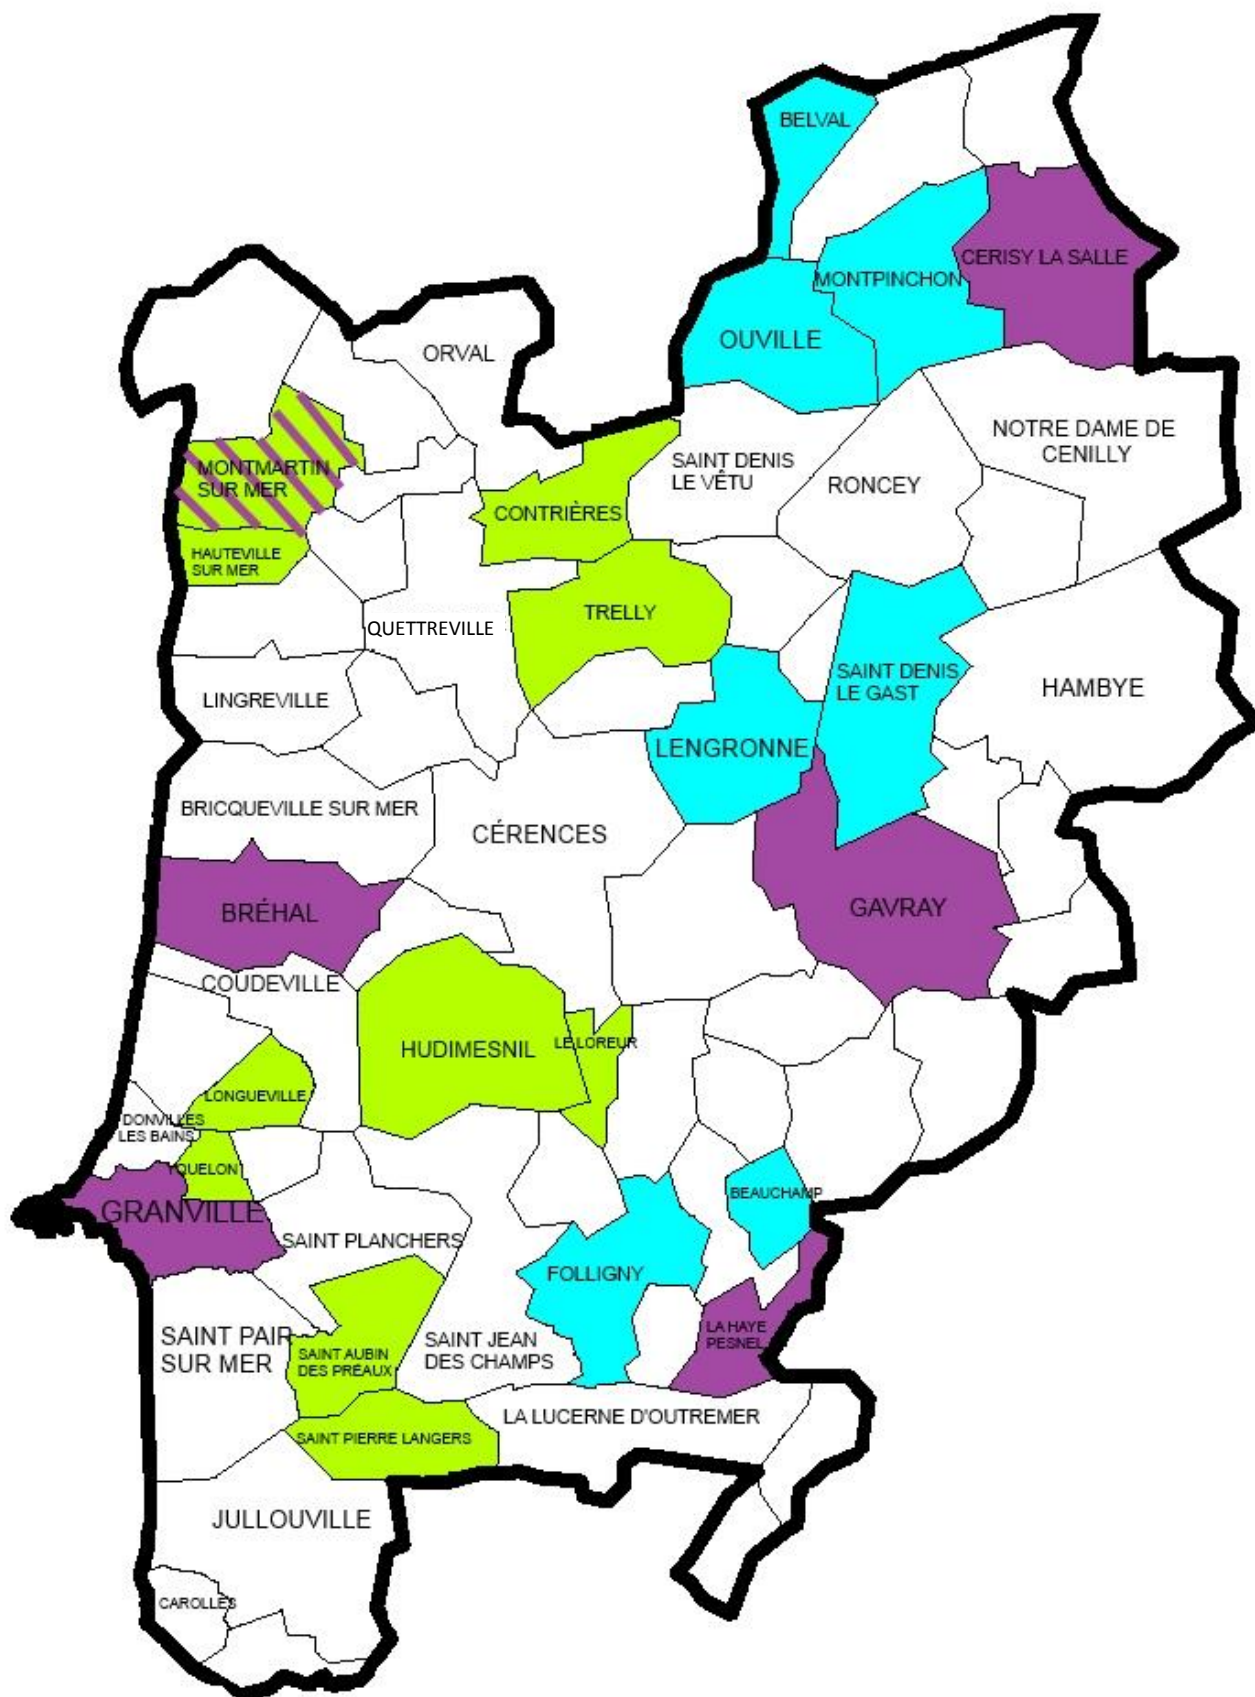 BELVAL
CERISY LA SALLE
MONTPINCHON
OUVILLE
ORVAL
NOTRE DAME DE
CENILLY
SAINT DENIS
LE VÊTU
RONCEY
MONTMARTIN
SUR MER
CONTRIÈRES
HAUTEVILLE
SUR MER
TRELLY
QUETTREVILLE
SAINT DENIS
LE GAST
HAMBYE
LINGREVILLE
LENGRONNE
BRICQUEVILLE SUR MER
CÉRENCES
BRÉHAL
GAVRAY
COUDEVILLE
HUDIMESNIL
LE LOREUR
LONGUEVILLE
DONVILLES
LES BAINS
YQUELON
BEAUCHAMP
GRANVILLE
SAINT PLANCHERS
FOLLIGNY
SAINT PAIR
SUR MER
SAINT JEAN
DES CHAMPS
LA HAYE
PESNEL
SAINT AUBIN
DES PRÉAUX
LA LUCERNE D'OUTREMER
SAINT PIERRE LANGERS
JULLOUVILLE
CAROLLES